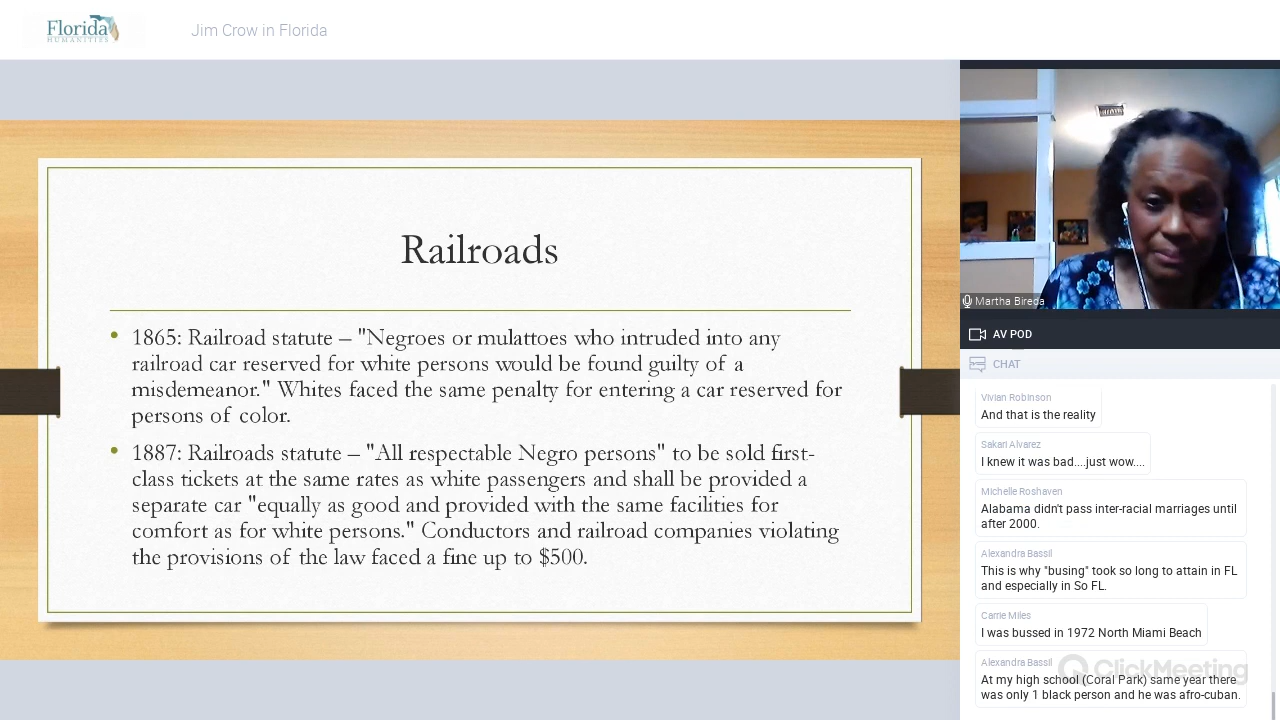 Florida
HUMANITIES
Jim Crow in Florida
Railroads
• 1865: Railroad statute – "Negroes or mulattoes who intruded into any
railroad car reserved for white persons would be found guilty of a
misdemeanor." Whites faced the same penalty for entering a car reserved for
persons of color.
• 1887: Railroads statute – "All respectable Negro persons" to be sold first-
class tickets at the same rates as white passengers and shall be provided a
separate car "equally as good and provided with the same facilities for
comfort as for white persons." Conductors and railroad companies violating
the provisions of the law faced a fine up to $500.
Martha Bireda
AV POD
CHAT
Vivian Robinson
And that is the reality
Sakari Alvarez
I knew it was bad....just wow....
Michelle Roshaven
Alabama didn't pass inter-racial marriages until
after 2000.
Alexandra Bassil
This is why "busing" took so long to attain in FL
and especially in So FL.
Carrie Miles
I was bussed in 1972 North Miami Beach
Alexandra Bassil
At my high school (Coral Park) same year there
was only 1 black person and he was afro-cuban.
ClickMeeting